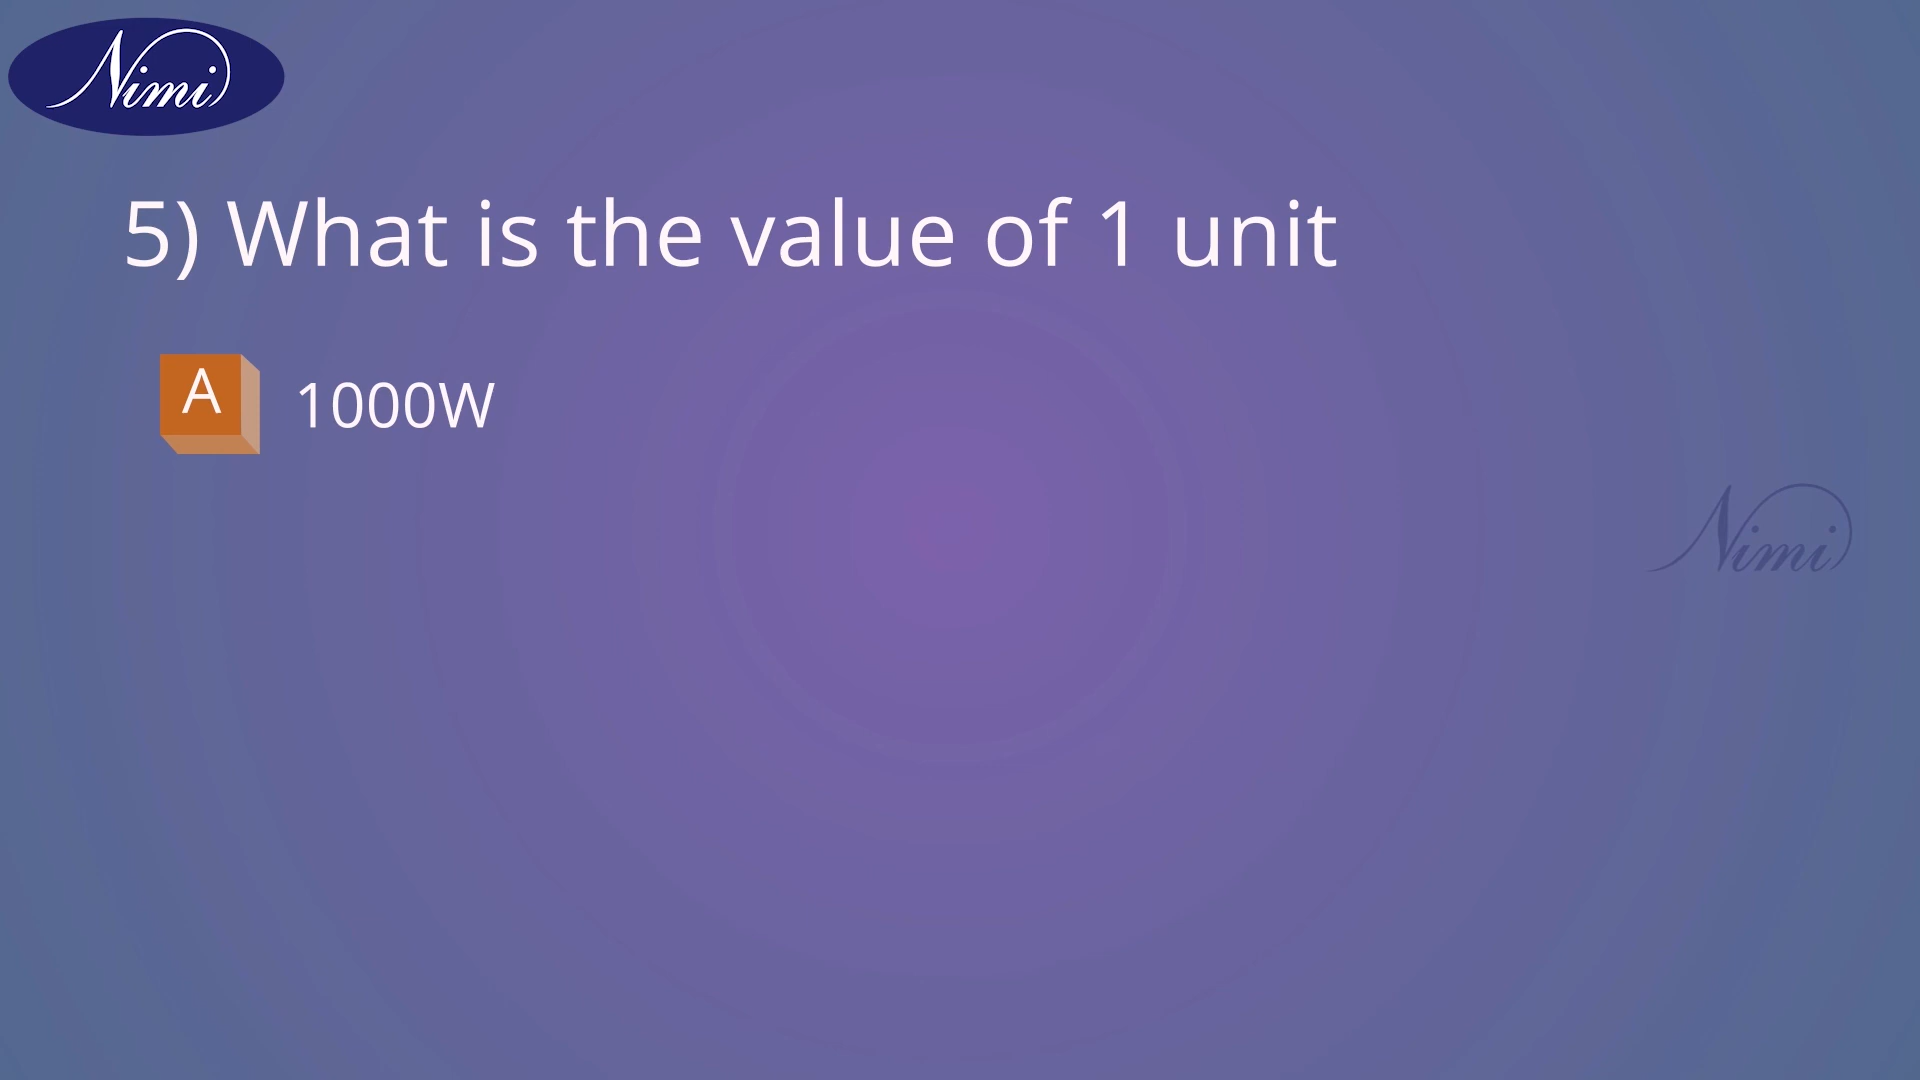 Nimi
5) What is the value of 1 unit
A 1000W
Nimi